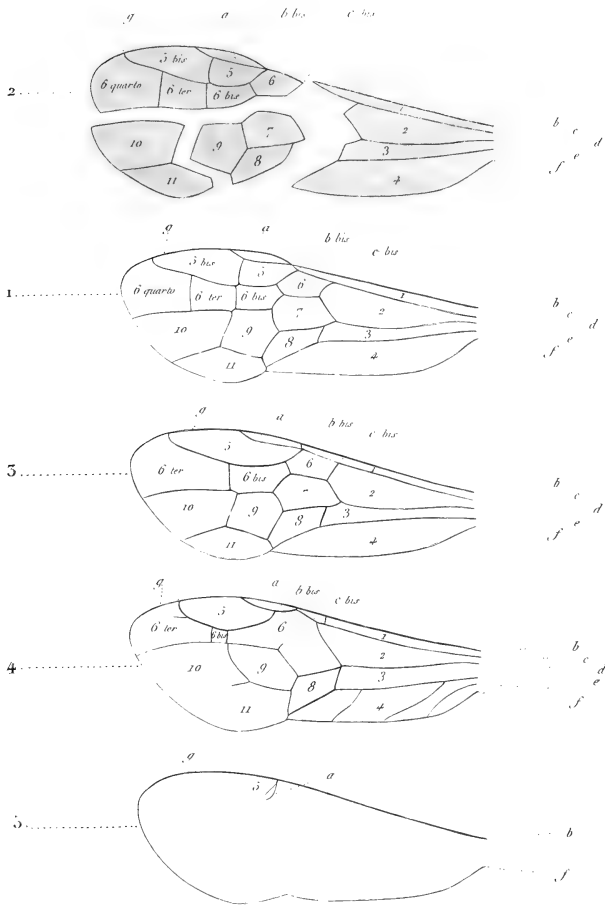 g a b bis c bis
5 bis 5 6
2 6 quarto 6 ter 6 bis
1 2 b c d
10 9 7 3 e
11 8 4 f
g a b bis c bis
5 bis 5 6 1
1 6 quarto 6 ter 6 bis 2 b c
10 9 7 3 d
11 8 4 f e
g a b bis c bis
5 6
3 6 ter 6 bis 7 2 b c
10 9 8 3 d
11 4 f e
g a b bis c bis
5 6 1
6 ter 6 bis 2 b
4 10 9 3 c d
11 8 4 f e
g a
5
5 b
f